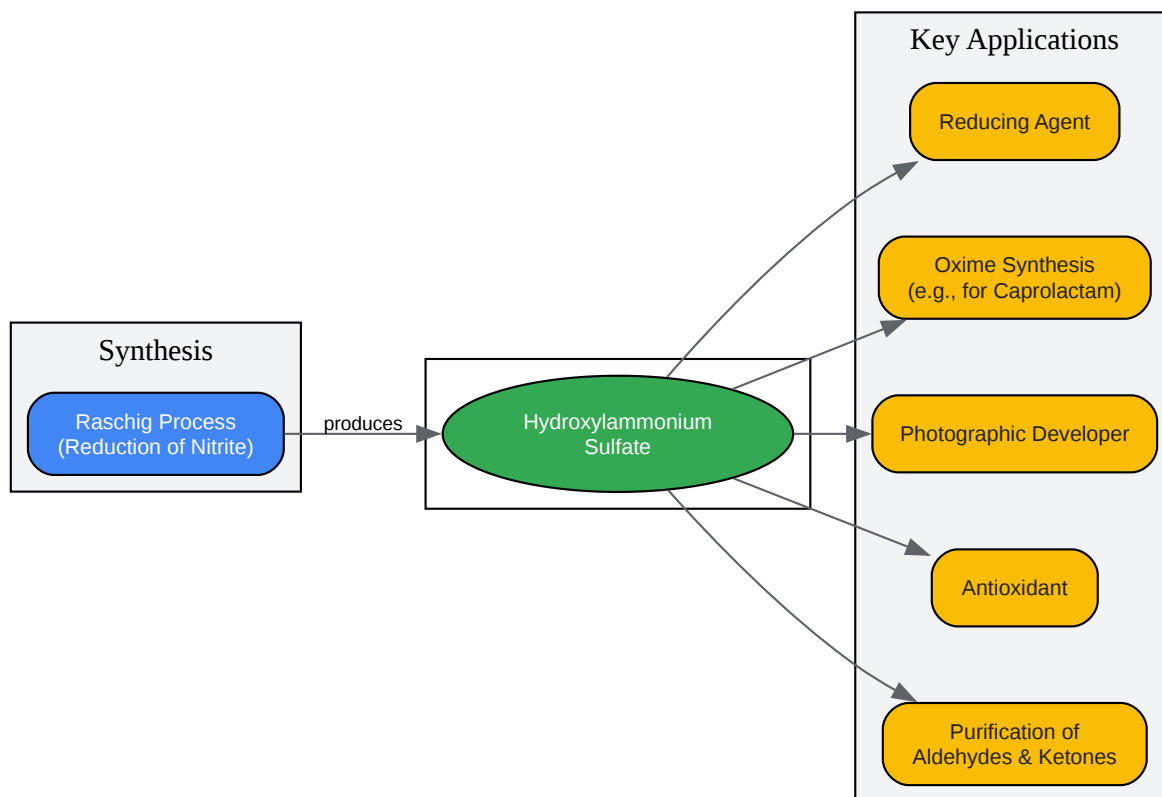 Synthesis
Raschig Process
(Reduction of Nitrite)
produces
Hydroxylammonium
Sulfate
Key Applications
Reducing Agent
Oxime Synthesis
(e.g., for Caprolactam)
Photographic Developer
Antioxidant
Purification of
Aldehydes & Ketones